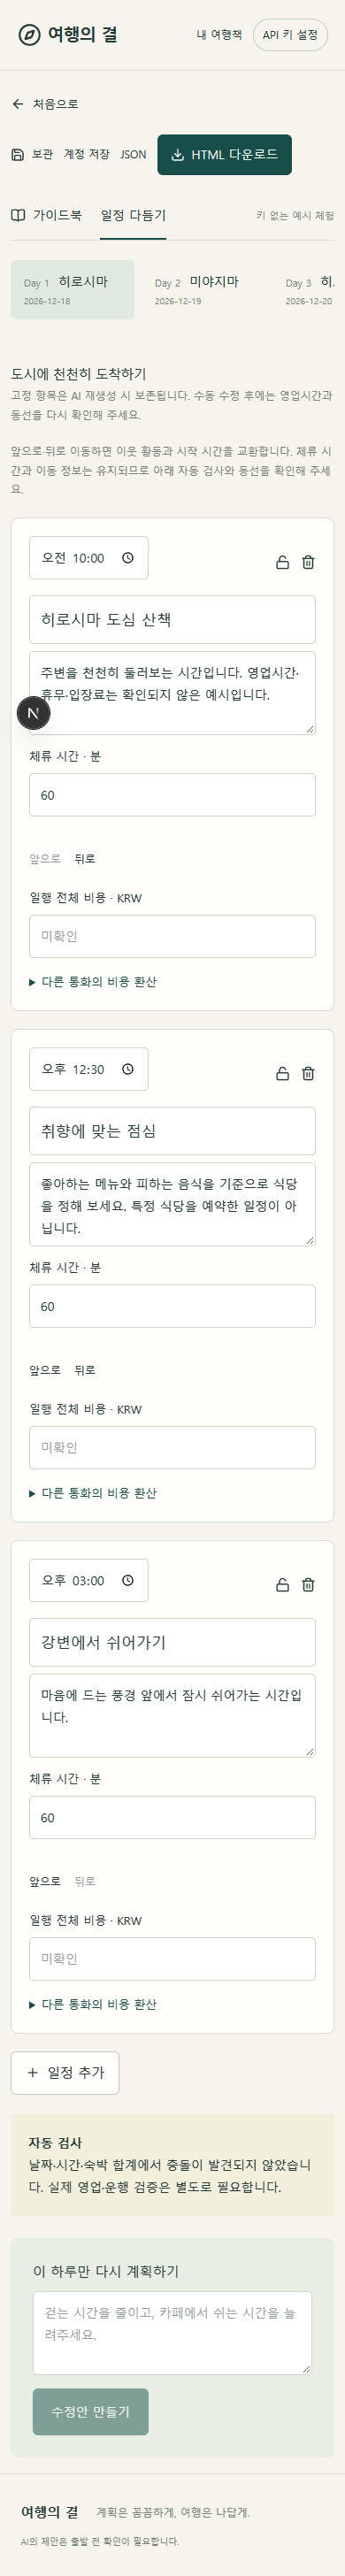 여행의 결
내 여행책
API 키 설정
처음으로
보관 계정 저장 JSON HTML 다운로드
가이드북 일정 다듬기 키 없는 예시 체험
Day 1 히로시마
2026-12-18
Day 2 미야지마
2026-12-19
Day 3 히.
2026-12-20
도시에 천천히 도착하기
고정 항목은 AI 재생성 시 보존됩니다. 수동 수정 후에는 영업시간과
동선을 다시 확인해 주세요.
앞으로·뒤로 이동하면 이웃 활동과 시작 시간을 교환합니다. 체류 시
간과 이동 정보는 유지되므로 아래 자동 검사와 동선을 확인해 주세
요.
오전 10:00
히로시마 도심 산책
주변을 천천히 둘러보는 시간입니다. 영업시간·
휴무·입장료는 확인되지 않은 예시입니다.
N
체류 시간 · 분
60
앞으로 뒤로
일행 전체 비용 · KRW
미확인
▶ 다른 통화의 비용 환산
오후 12:30
취향에 맞는 점심
좋아하는 메뉴와 피하는 음식을 기준으로 식당
을 정해 보세요. 특정 식당을 예약한 일정이 아
닙니다.
체류 시간 · 분
60
앞으로 뒤로
일행 전체 비용 · KRW
미확인
▶ 다른 통화의 비용 환산
오후 03:00
강변에서 쉬어가기
마음에 드는 풍경 앞에서 잠시 쉬어가는 시간입
니다.
체류 시간 · 분
60
앞으로 뒤로
일행 전체 비용 · KRW
미확인
▶ 다른 통화의 비용 환산
+ 일정 추가
자동 검사
날짜·시간·숙박 합계에서 충돌이 발견되지 않았습니
다. 실제 영업·운행 검증은 별도로 필요합니다.
이 하루만 다시 계획하기
걷는 시간을 줄이고, 카페에서 쉬는 시간을 늘
려주세요.
수정안 만들기
여행의 결 계획은 꼼꼼하게, 여행은 나답게.
AI의 제안은 출발 전 확인이 필요합니다.